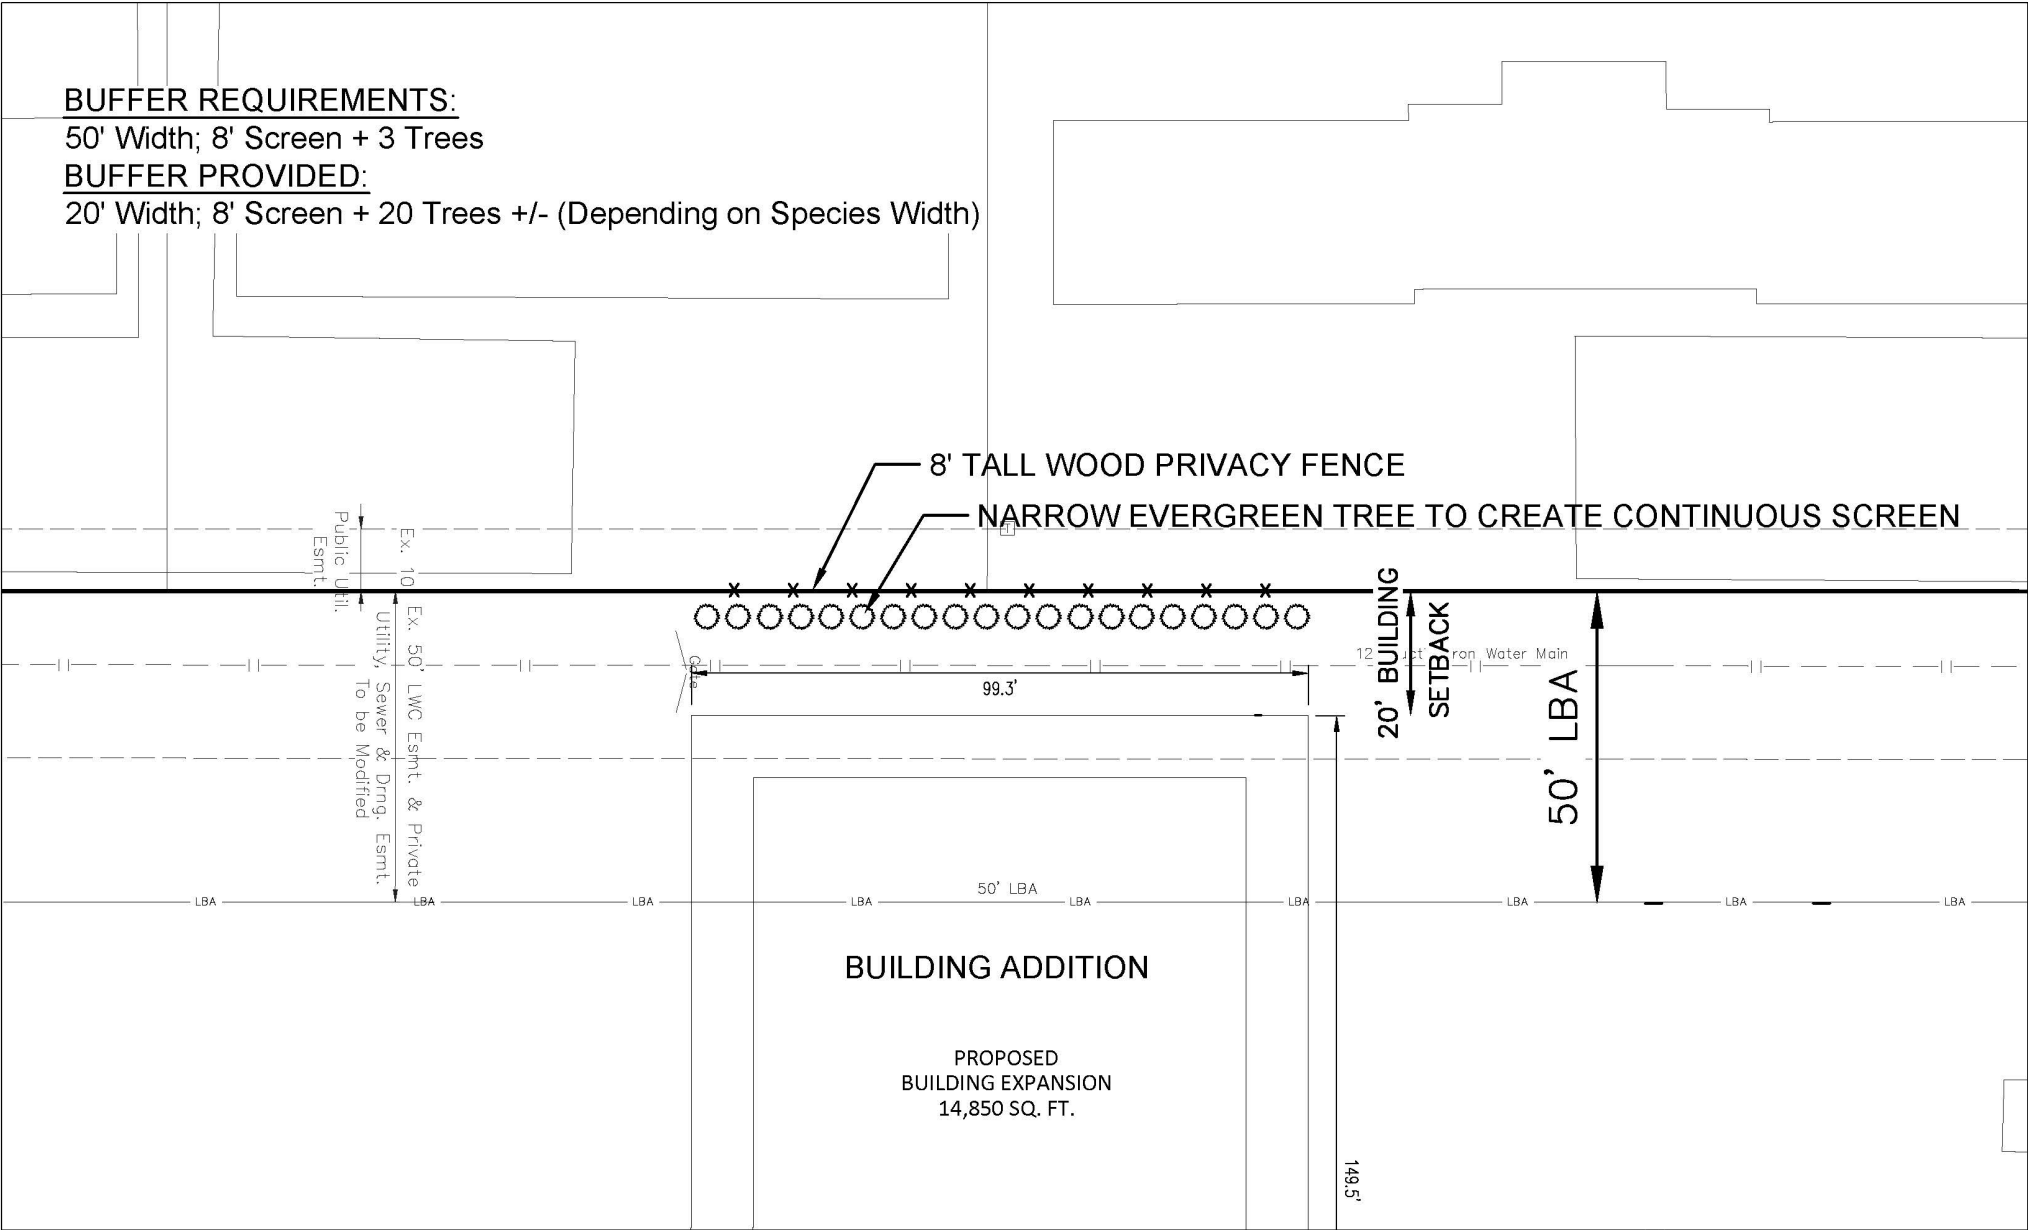 BUFFER REQUIREMENTS:
50' Width; 8' Screen + 3 Trees
BUFFER PROVIDED:
20' Width; 8' Screen + 20 Trees +/- (Depending on Species Width)
8' TALL WOOD PRIVACY FENCE
NARROW EVERGREEN TREE TO CREATE CONTINUOUS SCREEN
T
Ex. 10'
Public Util.
Esmt.
Ex. 50' LWC Esmt. & Private
Utility, Sewer & Drng. Esmt.
To be Modified
Gate
99.3'
20' BUILDING
SETBACK
12 Water Main
50' LBA
50' LBA
LBA LBA LBA LBA LBA LBA LBA LBA LBA
BUILDING ADDITION
PROPOSED
BUILDING EXPANSION
14,850 SQ. FT.
149.5'